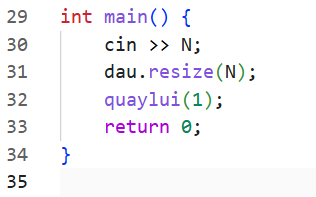 29 int main() {
30     cin >> N;
31     dau.resize(N);
32     quaylui(1);
33     return 0;
34 }
35